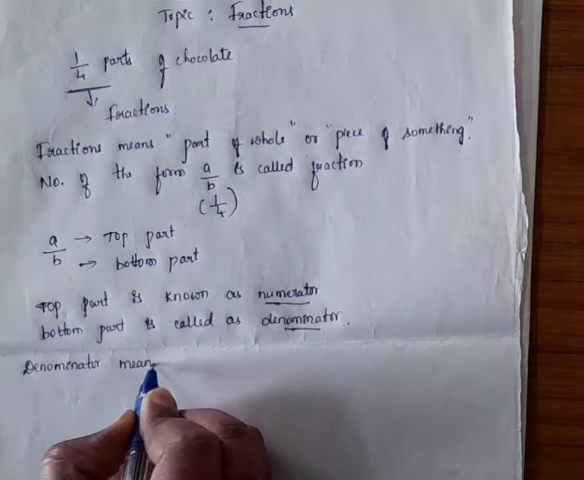 Topic : Fractions
1/4 parts of chocolate
↓
fractions
Fractions means "part of whole" or "piece of something."
No. of the form a/b is called fraction
(1/4)
a → Top part
b → bottom part
Top part is known as numerator
bottom part is called as denominator.
Denominator mean